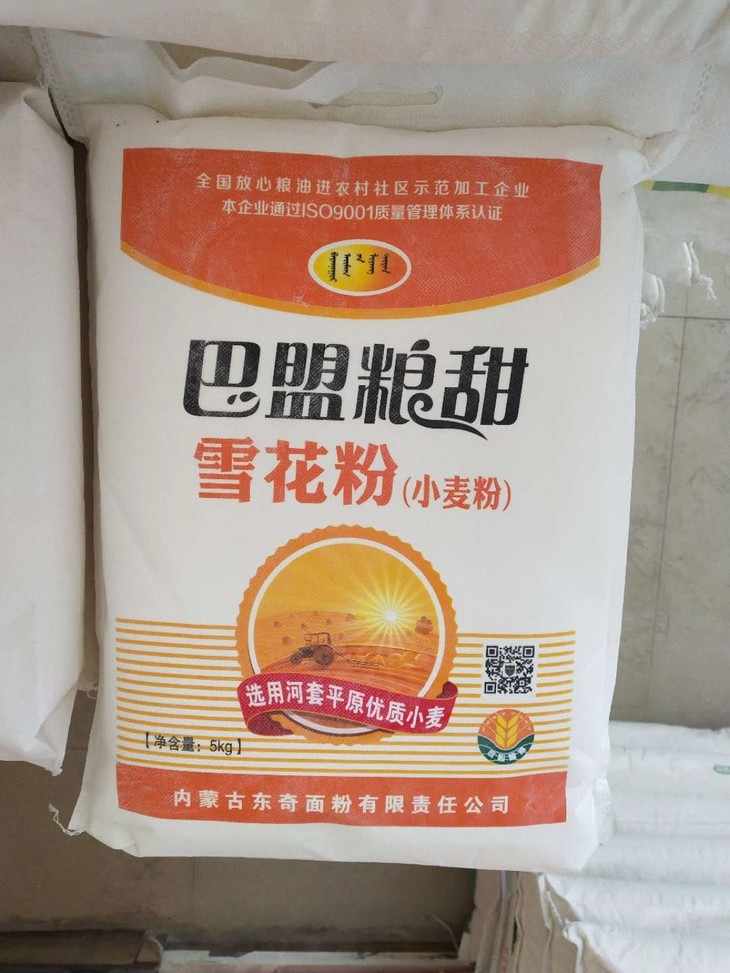 全国放心粮油进农村社区示范加工企业
本企业通过ISO9001质量管理体系认证
巴盟粮甜
雪花粉(小麦粉)
选用河套平原优质小麦
【净含量：5kg】
内蒙古东奇面粉有限责任公司